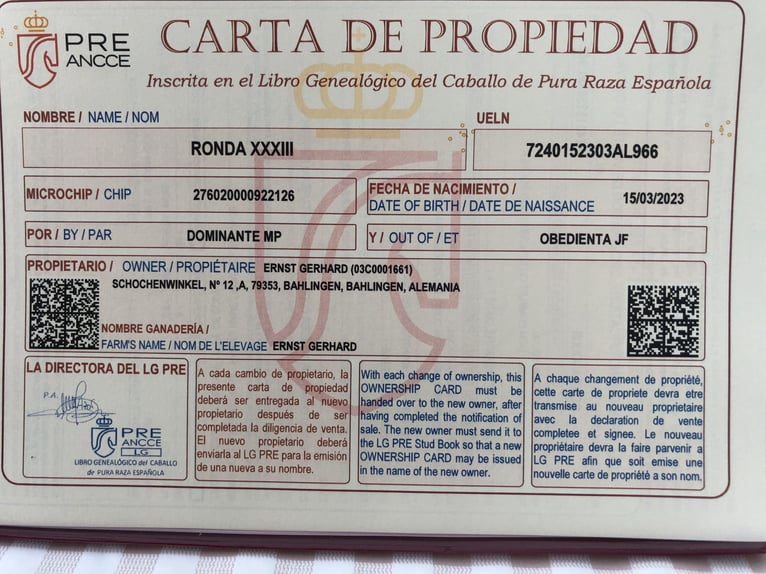 PRE
ANCCE
CARTA DE PROPIEDAD
Inscrita en el Libro Genealógico del Caballo de Pura Raza Española
NOMBRE / NAME / NOM
RONDA XXXIII
UELN
7240152303AL966
MICROCHIP / CHIP
276020000922126
FECHA DE NACIMIENTO /
DATE OF BIRTH / DATE DE NAISSANCE
15/03/2023
POR / BY / PAR
DOMINANTE MP
Y / OUT OF / ET
OBEDIENTA JF
PROPIETARIO / OWNER / PROPIÉTAIRE ERNST GERHARD (03C0001661)
SCHOCHENWINKEL, Nº 12 ,A, 79353, BAHLINGEN, BAHLINGEN, ALEMANIA
NOMBRE GANADERÍA /
FARM'S NAME / NOM DE L'ELEVAGE ERNST GERHARD
LA DIRECTORA DEL LG PRE
P.A.
PRE
ANCCE
LG
LIBRO GENEALÓGICO del CABALLO
de PURA RAZA ESPAÑOLA
A cada cambio de propietario, la
presente carta de propiedad
deberá ser entregada al nuevo
propietario después de ser
completada la diligencia de venta.
El nuevo propietario deberá
enviarla al LG PRE para la emisión
de una nueva a su nombre.
With each change of ownership, this
OWNERSHIP CARD must be
handed over to the new owner, after
having completed the notification of
sale. The new owner must send it to
the LG PRE Stud Book so that a new
OWNERSHIP CARD may be issued
in the name of the new owner.
A chaque changement de propriété,
cette carte de propriete devra etre
transmise au nouveau proprietaire
avec la déclaration de vente
completee et signee. Le nouveau
propriétaire devra la faire parvenir a
LG PRE afin que soit emise une
nouvelle carte de propriété a son nom.